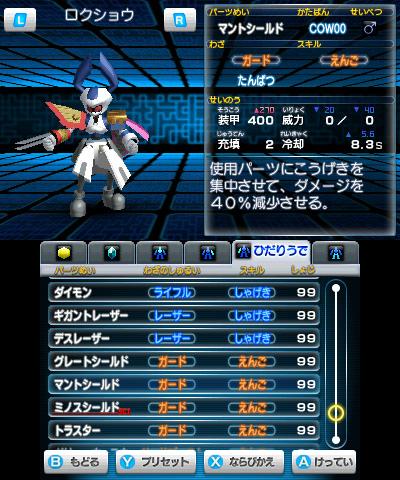 L ロクショウ R
パーツめい かたばん せいべつ
マントシールド COW00 ♂
わざ スキル
ガード えんご
たんぱつ
せいのう
そうこう ▲270 いりょく ▼20 ▼40
装甲 400 威力 0/ 0
じゅうてん れいきゃく ▲ 5.6
充填 2 冷却 8.3s
使用パーツにこうげきを
集中させて、ダメージを
40%減少させる。
ひだりうで
パーツめい わざのしゅるい スキル しょじ
ダイモン ライフル しゃげき 99
ギガントレーザー レーザー しゃげき 99
デスレーザー レーザー しゃげき 99
グレートシールド ガード えんご 99
マントシールド ガード えんご 99
ミノスシールド ガード えんご 99
トラスター ガード えんご 99
B もどる Y プリセット X ならびかえ A けってい